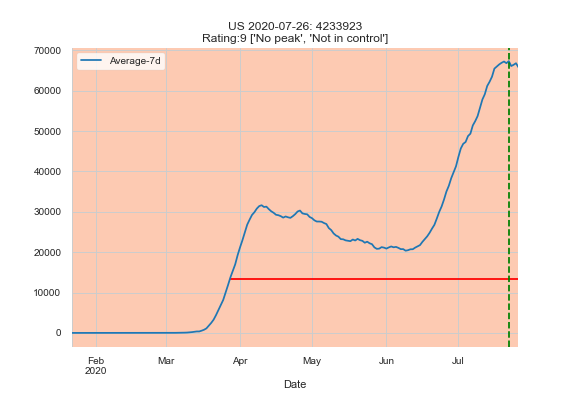 US 2020-07-26: 4233923
Rating:9 ['No peak', 'Not in control']
Average-7d
70000
60000
50000
40000
30000
20000
10000
0
Feb
2020
Mar
Apr
May
Jun
Jul
Date